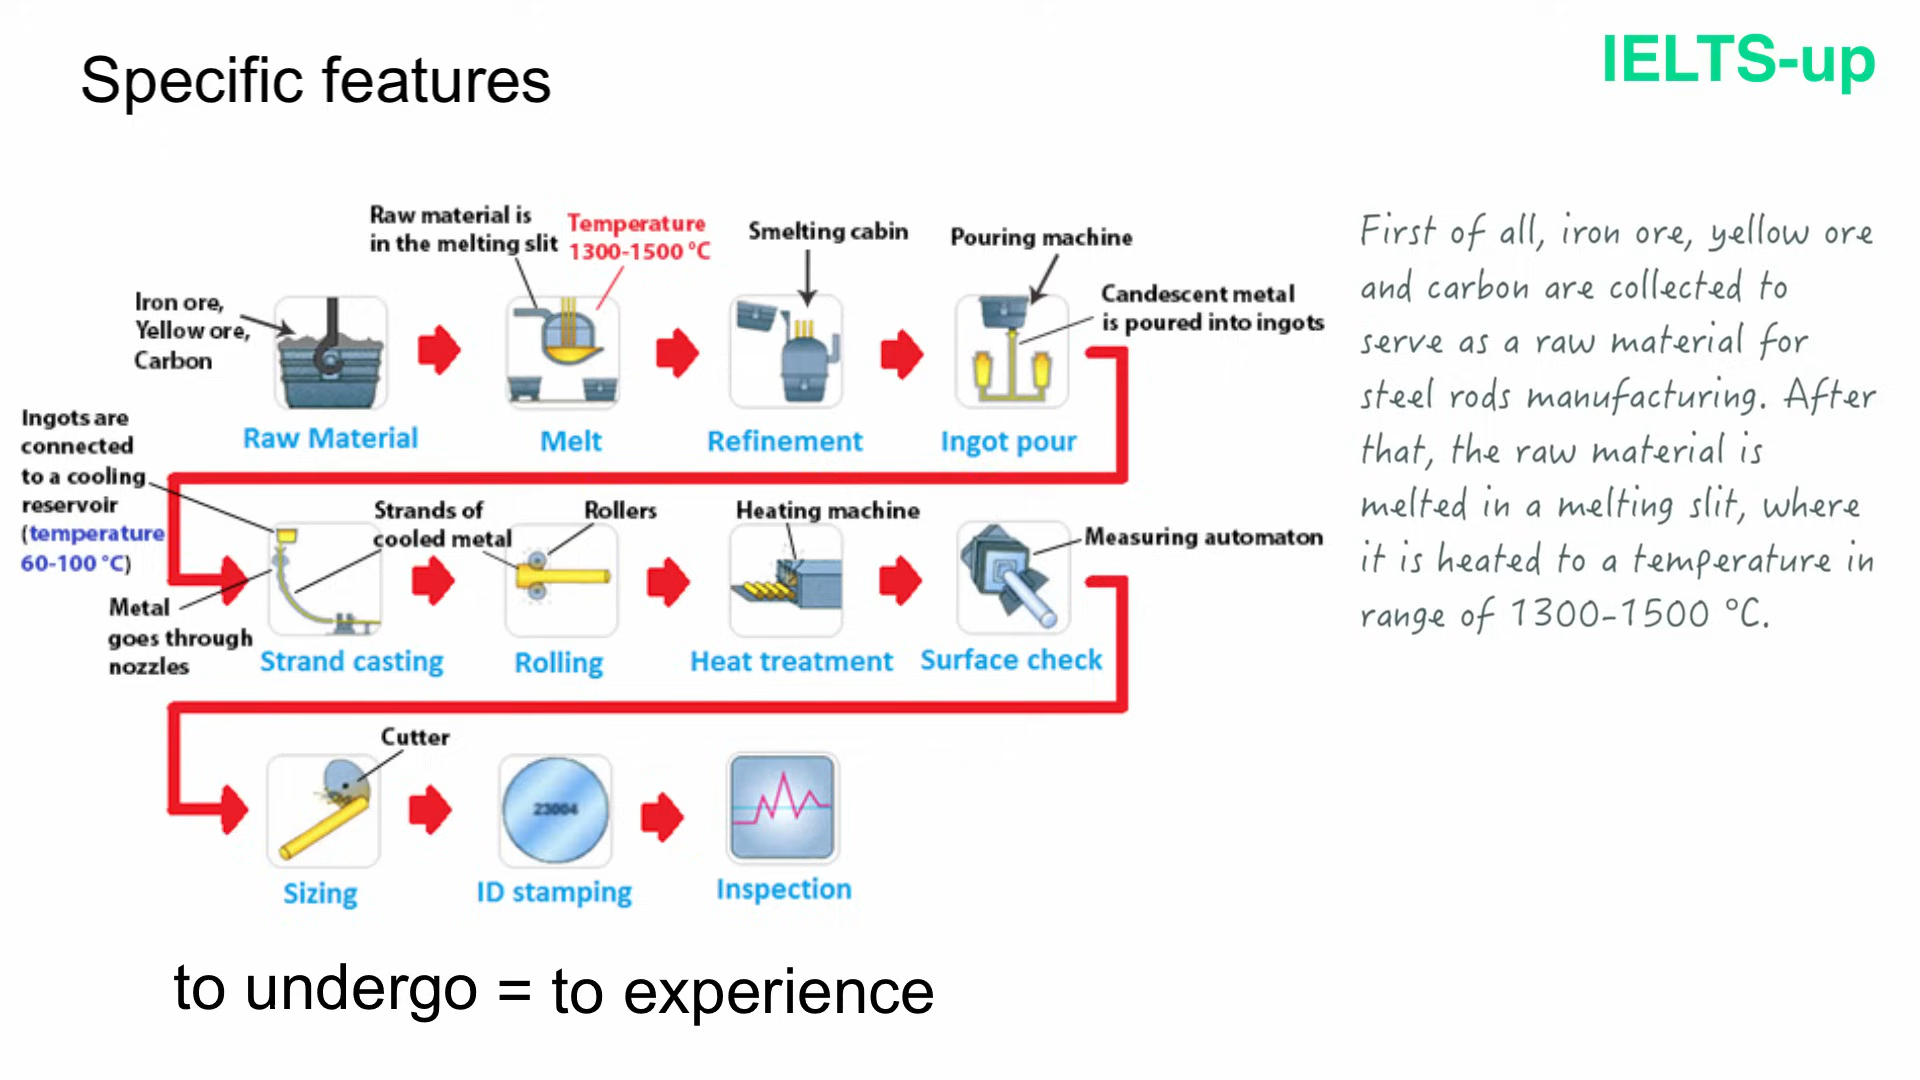 Specific features
IELTS-up
Raw material is
in the melting slit
Temperature
1300-1500 °C
Smelting cabin
Pouring machine
Iron ore,
Yellow ore,
Carbon
Candescent metal
is poured into ingots
Raw Material
Melt
Refinement
Ingot pour
Ingots are
connected
to a cooling
reservoir
(temperature
60-100 °C)
Metal
goes through
nozzles
Strands of
cooled metal
Rollers
Heating machine
Measuring automaton
Strand casting
Rolling
Heat treatment
Surface check
Cutter
23004
Sizing
ID stamping
Inspection
First of all, iron ore, yellow ore
and carbon are collected to
serve as a raw material for
steel rods manufacturing. After
that, the raw material is
melted in a melting slit, where
it is heated to a temperature in
range of 1300-1500 °C.
to undergo = to experience